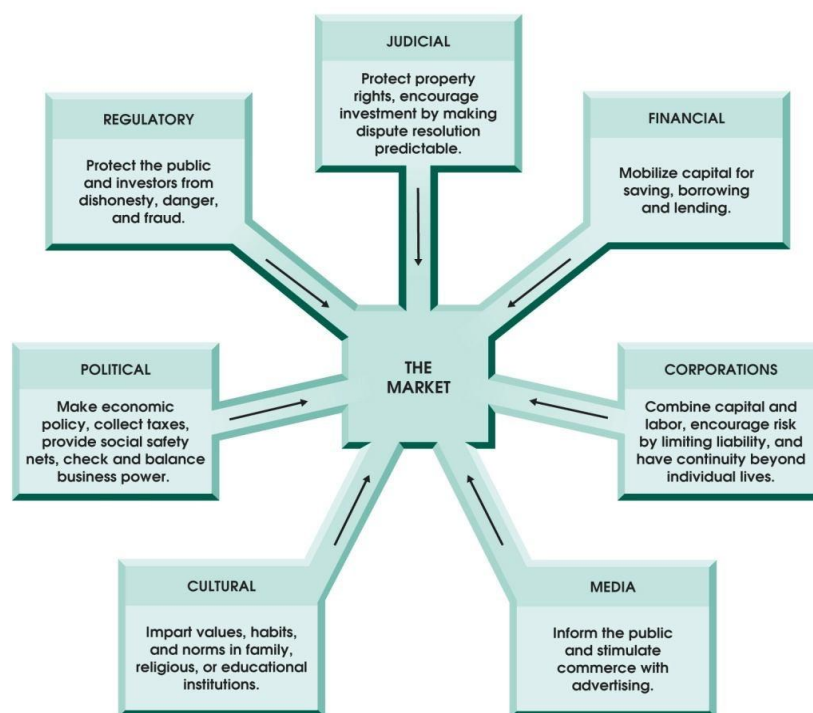 JUDICIAL
Protect property
rights, encourage
investment by making
dispute resolution
predictable.
REGULATORY
Protect the public
and investors from
dishonesty, danger,
and fraud.
FINANCIAL
Mobilize capital for
saving, borrowing
and lending.
THE
MARKET
POLITICAL
Make economic
policy, collect taxes,
provide social safety
nets, check and balance
business power.
CORPORATIONS
Combine capital and
labor, encourage risk
by limiting liability, and
have continuity beyond
individual lives.
CULTURAL
Impart values, habits,
and norms in family,
religious, or educational
institutions.
MEDIA
Inform the public
and stimulate
commerce with
advertising.